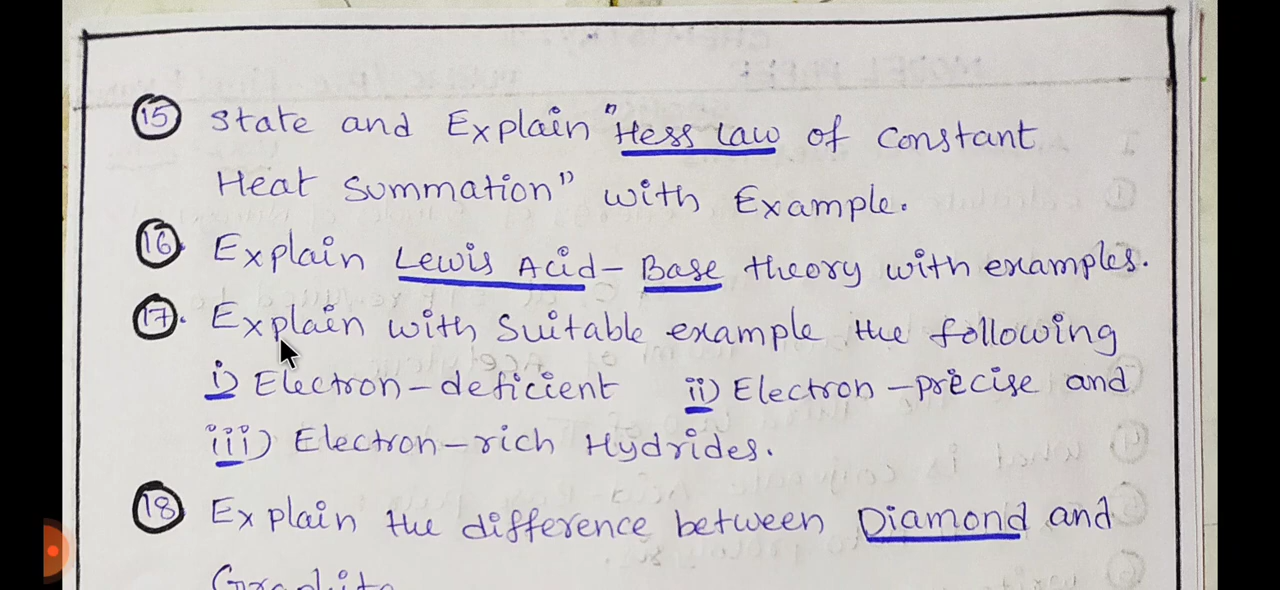 15 State and Explain "Hess Law of Constant
Heat Summation" with Example.
16. Explain Lewis Acid-Base theory with examples.
17. Explain with Suitable example the following
i) Electron-deficient ii) Electron-precise and
iii) Electron-rich Hydrides.
18 Explain the difference between Diamond and